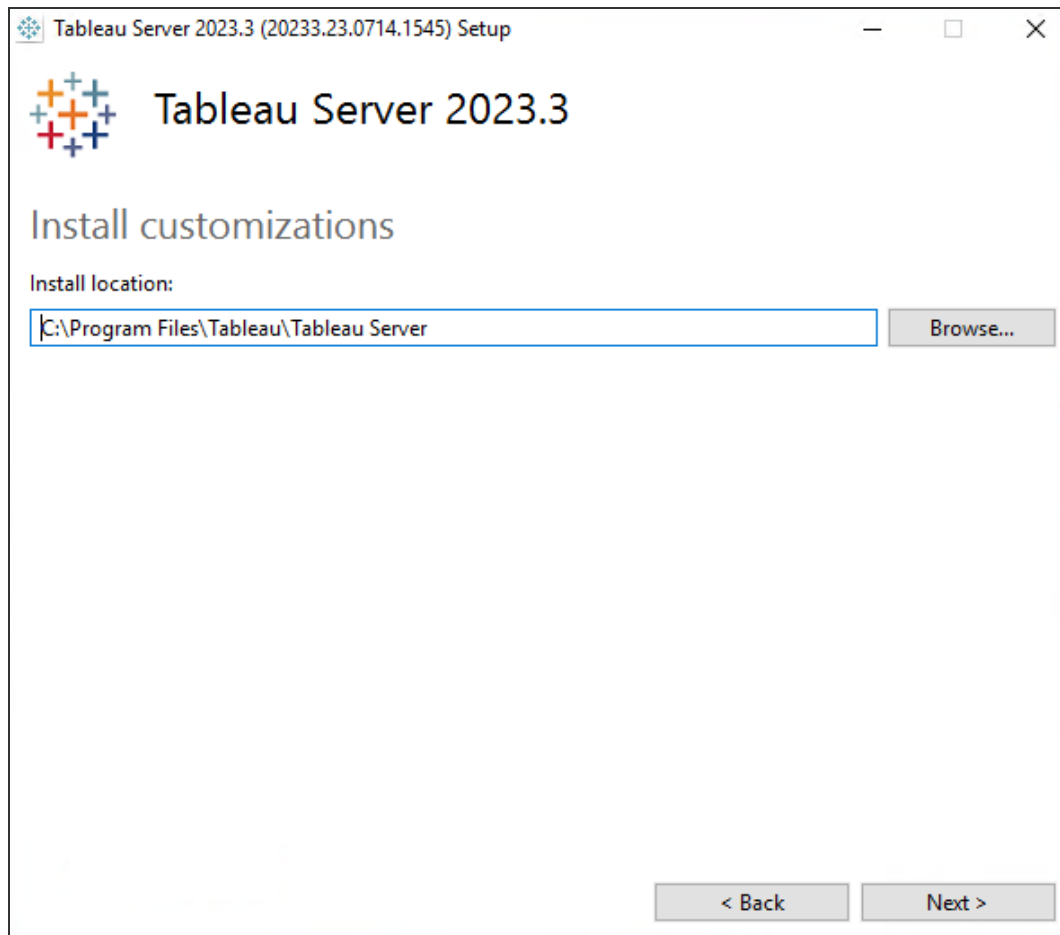 Tableau Server 2023.3 (20233.23.0714.1545) Setup
Tableau Server 2023.3
Install customizations
Install location:
C:\Program Files\Tableau\Tableau Server
Browse...
< Back
Next >